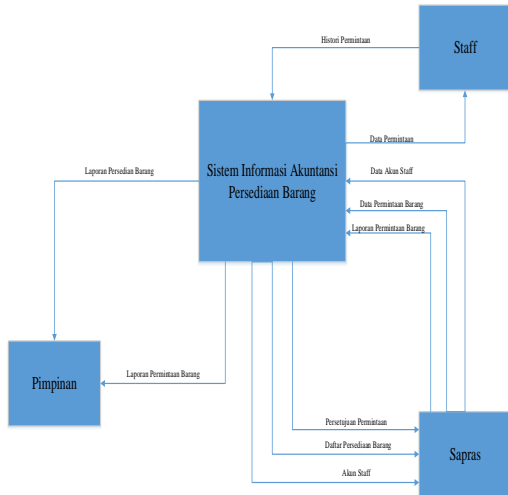 Histori Permintaan
Staff
Data Permintaan
Sistem Informasi Akuntansi
Persediaan Barang
Laporan Persedian Barang
Data Akun Staff
Data Permintaan Barang
Laporan Permintaan Barang
Pimpinan
Laporan Permintaan Barang
Persetujuan Permintaan
Daftar Persediaan Barang
Akun Staff
Sapras